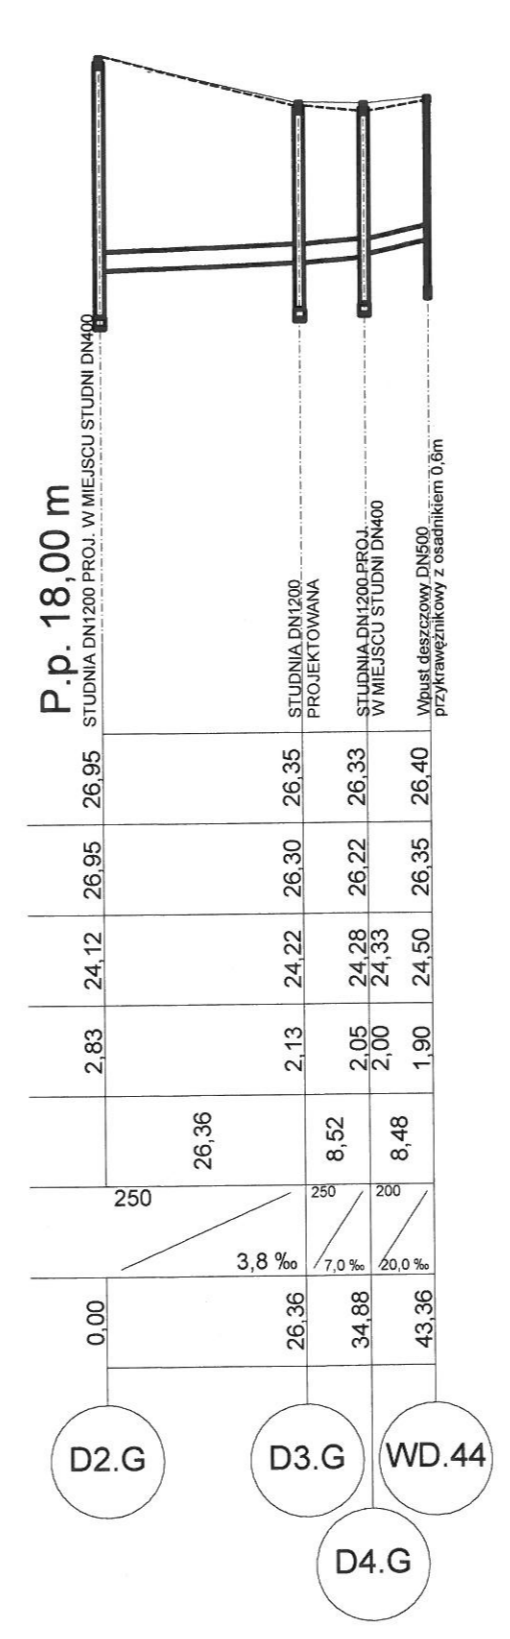 P.p. 18,00 m
STUDNIA DN1200 PROJ. W MIEJSCU STUDNI DN400
STUDNIA DN1200
PROJEKTOWANA
STUDNIA DN1200 PROJ.
W MIEJSCU STUDNI DN400
Wpust deszczowy DN500
przykrawężnikowy z osadnikiem 0,6m
26,95 26,35 26,33 26,40
26,95 26,30 26,22 26,35
24,12 24,22 24,28 24,33 24,50
2,83 2,13 2,05 2,00 1,90
26,36 8,52 8,48
250 250 200
3,8 ‰ 7,0 ‰ 20,0 ‰
0,00 26,36 34,88 43,36
D2.G D3.G WD.44
D4.G